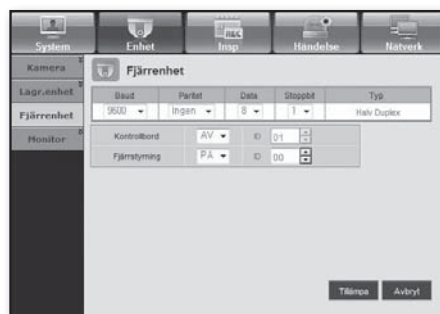 System Enhet Insp Händelse Nätverk
REC
Kamera
Lagr.enhet
Fjärrenhet
Monitor
Fjärrenhet
Baud Paritet Data Stoppbit Typ
9600 Ingen 8 1 Halv Duplex
Kontrollbord AV ID 01
Fjärrstyrning PÅ ID 00
Tillämpa Avbryt